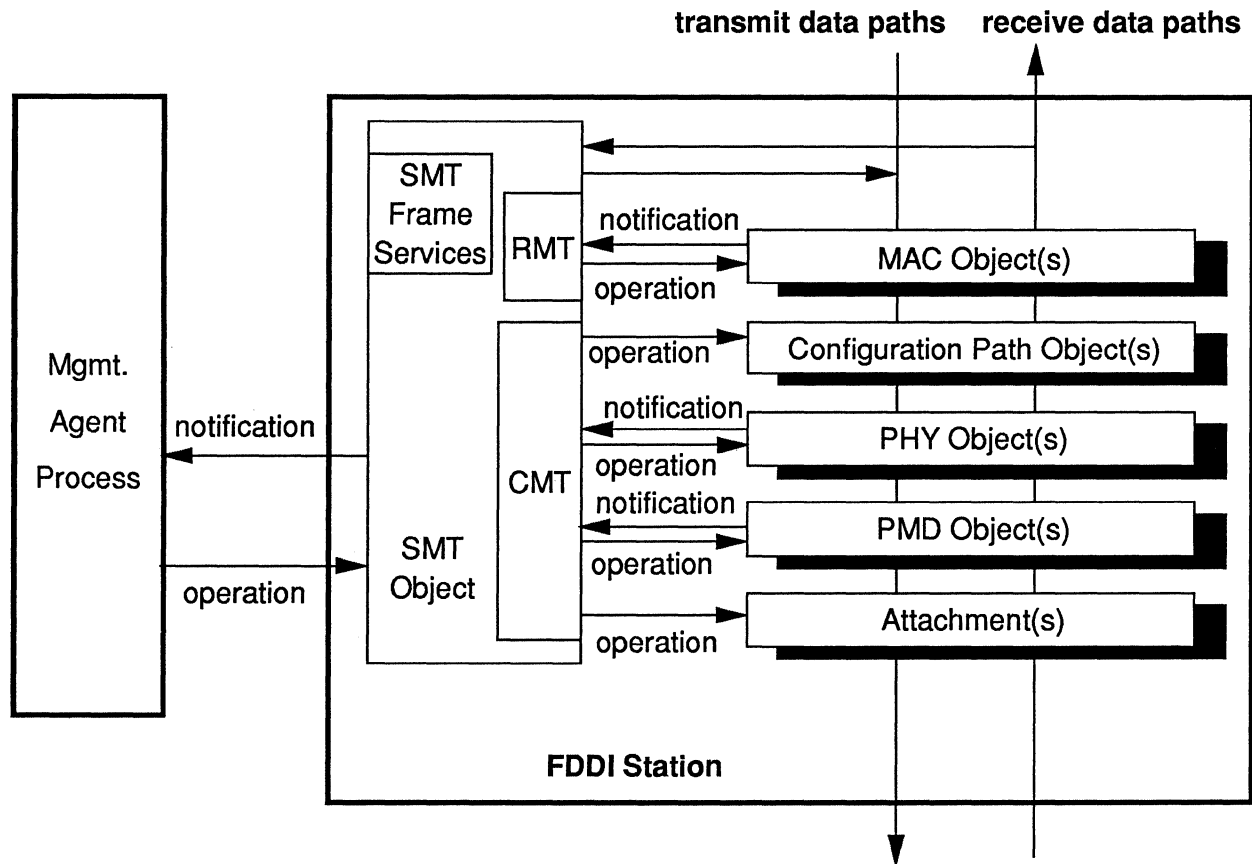 transmit data paths receive data paths
SMT
Frame
Services
RMT
notification
operation
MAC Object(s)
operation
Configuration Path Object(s)
Mgmt.
Agent
Process
notification
operation
CMT
SMT
Object
notification
operation
PHY Object(s)
notification
operation
PMD Object(s)
operation
Attachment(s)
FDDI Station